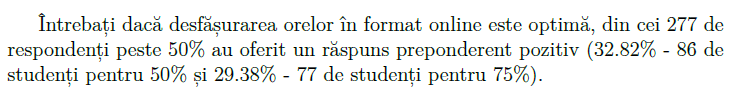 Întrebați dacă desfășurarea orelor în format online este optimă, din cei 277 de
respondenți peste 50% au oferit un răspuns preponderent pozitiv (32.82% - 86 de
studenți pentru 50% și 29.38% - 77 de studenți pentru 75%).